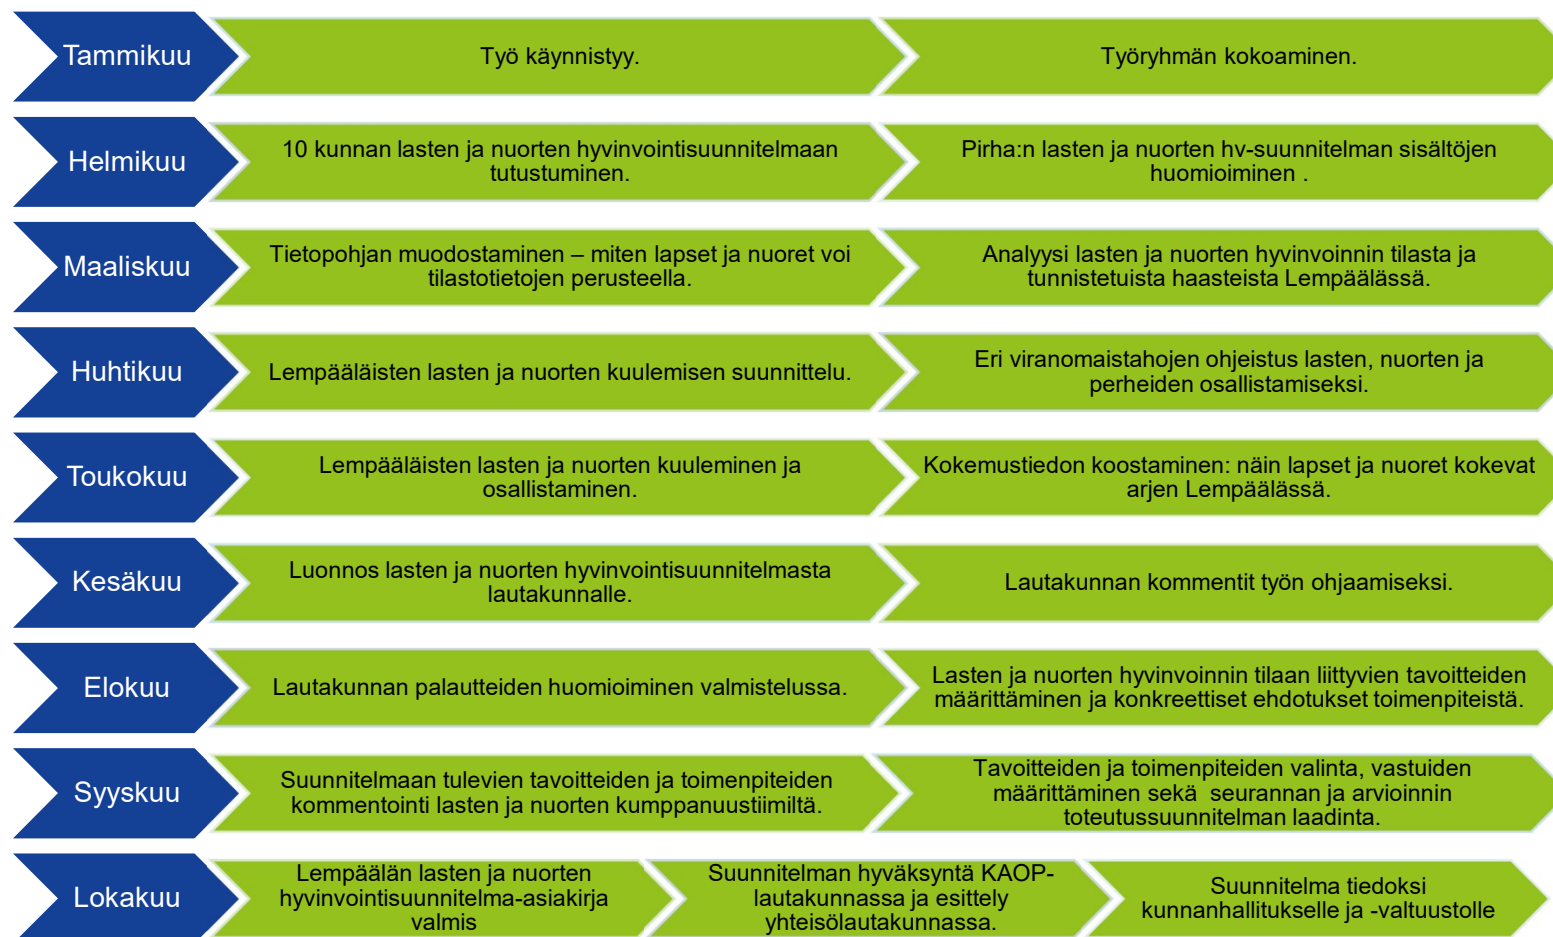 Tammikuu
Työ käynnistyy.
Työryhmän kokoaminen.
Helmikuu
10 kunnan lasten ja nuorten hyvinvointisuunnitelmaan
tutustuminen.
Pirha:n lasten ja nuorten hv-suunnitelman sisältöjen
huomioiminen .
Maaliskuu
Tietopohjan muodostaminen – miten lapset ja nuoret voi
tilastotietojen perusteella.
Analyysi lasten ja nuorten hyvinvoinnin tilasta ja
tunnistetuista haasteista Lempäälässä.
Huhtikuu
Lempääläisten lasten ja nuorten kuulemisen suunnittelu.
Eri viranomaistahojen ohjeistus lasten, nuorten ja
perheiden osallistamiseksi.
Toukokuu
Lempääläisten lasten ja nuorten kuuleminen ja
osallistaminen.
Kokemustiedon koostaminen: näin lapset ja nuoret kokevat
arjen Lempäälässä.
Kesäkuu
Luonnos lasten ja nuorten hyvinvointisuunnitelmasta
lautakunnalle.
Lautakunnan kommentit työn ohjaamiseksi.
Elokuu
Lautakunnan palautteiden huomioiminen valmistelussa.
Lasten ja nuorten hyvinvoinnin tilaan liittyvien tavoitteiden
määrittäminen ja konkreettiset ehdotukset toimenpiteistä.
Syyskuu
Suunnitelmaan tulevien tavoitteiden ja toimenpiteiden
kommentointi lasten ja nuorten kumppanuustiimiltä.
Tavoitteiden ja toimenpiteiden valinta, vastuiden
määrittäminen sekä  seurannan ja arvioinnin
toteutussuunnitelman laadinta.
Lokakuu
Lempäälän lasten ja nuorten
hyvinvointisuunnitelma-asiakirja
valmis
Suunnitelman hyväksyntä KAOP-
lautakunnassa ja esittely
yhteisölautakunnassa.
Suunnitelma tiedoksi
kunnanhallitukselle ja -valtuustolle